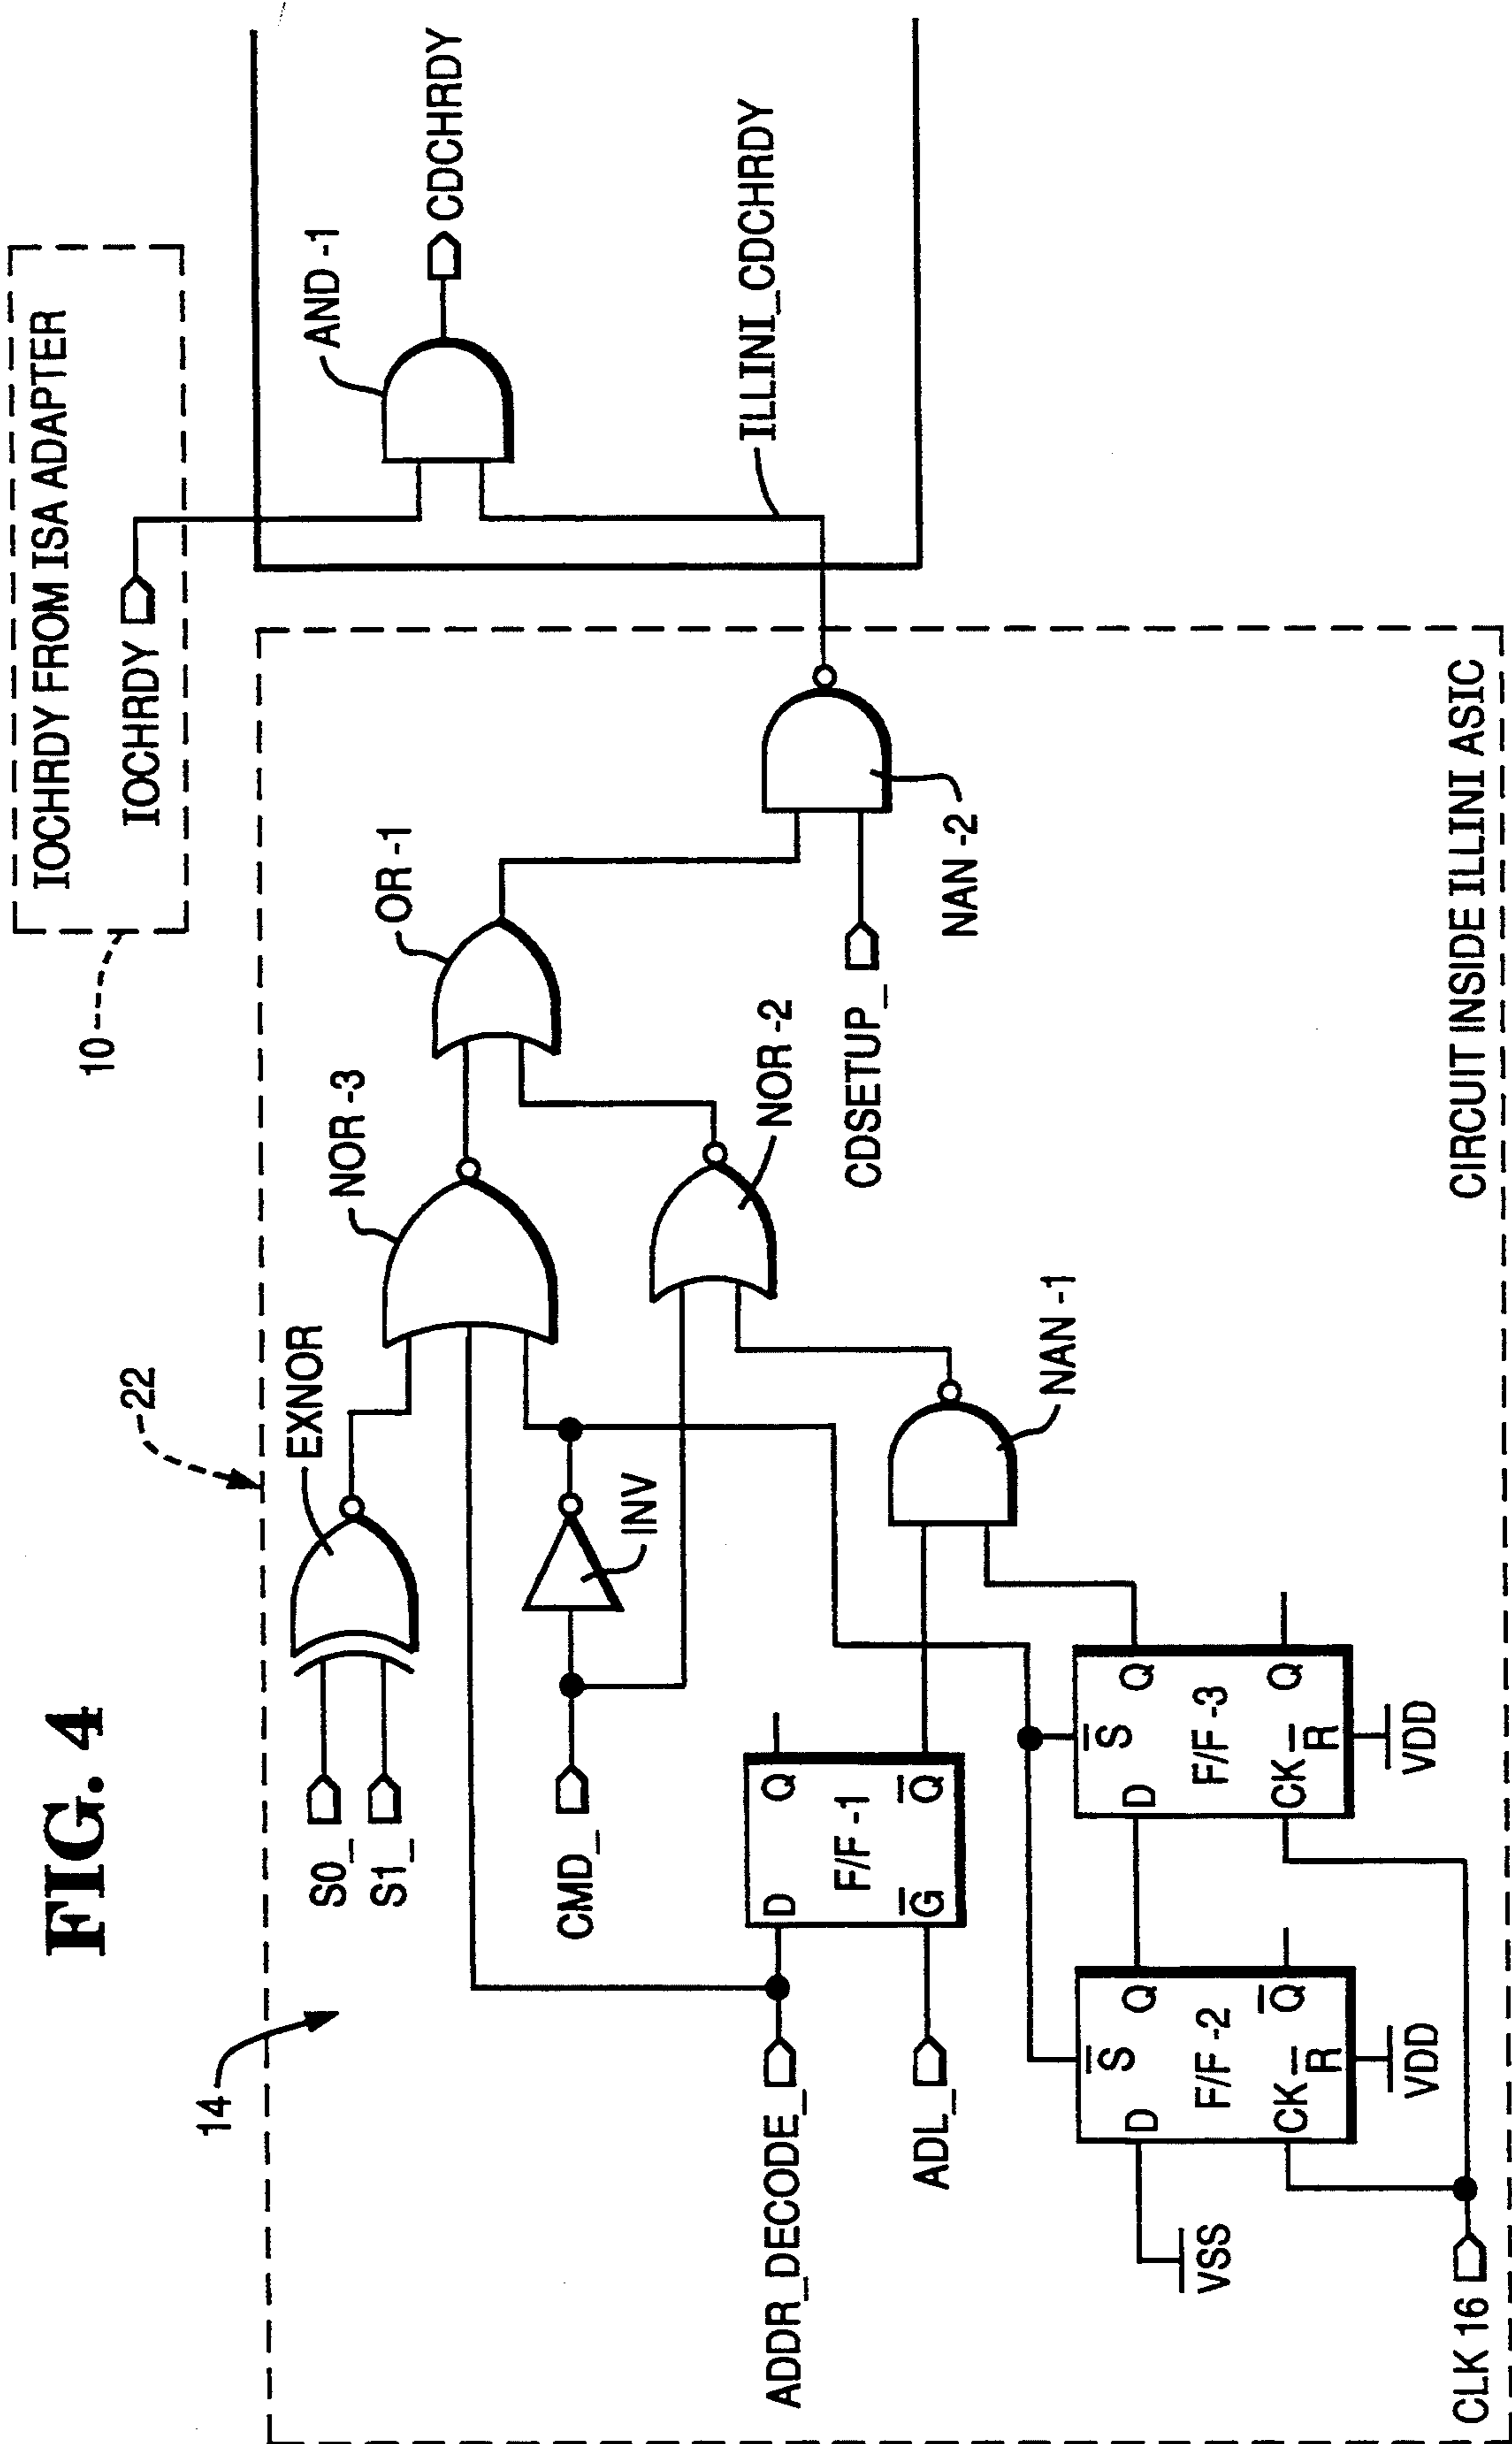 FIG. 4
IOCHRDY FROM ISA ADAPTER
IOCHRDY
10
22
14
AND -1
CDCHRDY
ILLINI_CDCHRDY
S0_
S1_
EXNOR
NOR -3
OR -1
CMD_
INV
NOR -2
CDSETUP_
NAN -2
ADDR_DECODE_
D
Q
F/F -1
G
Q
ADL_
NAN -1
VSS
D
S
Q
F/F -2
CK
R
Q
VDD
D
S
Q
F/F -3
CK
R
Q
VDD
CLK 16
CIRCUIT INSIDE ILLINI ASIC